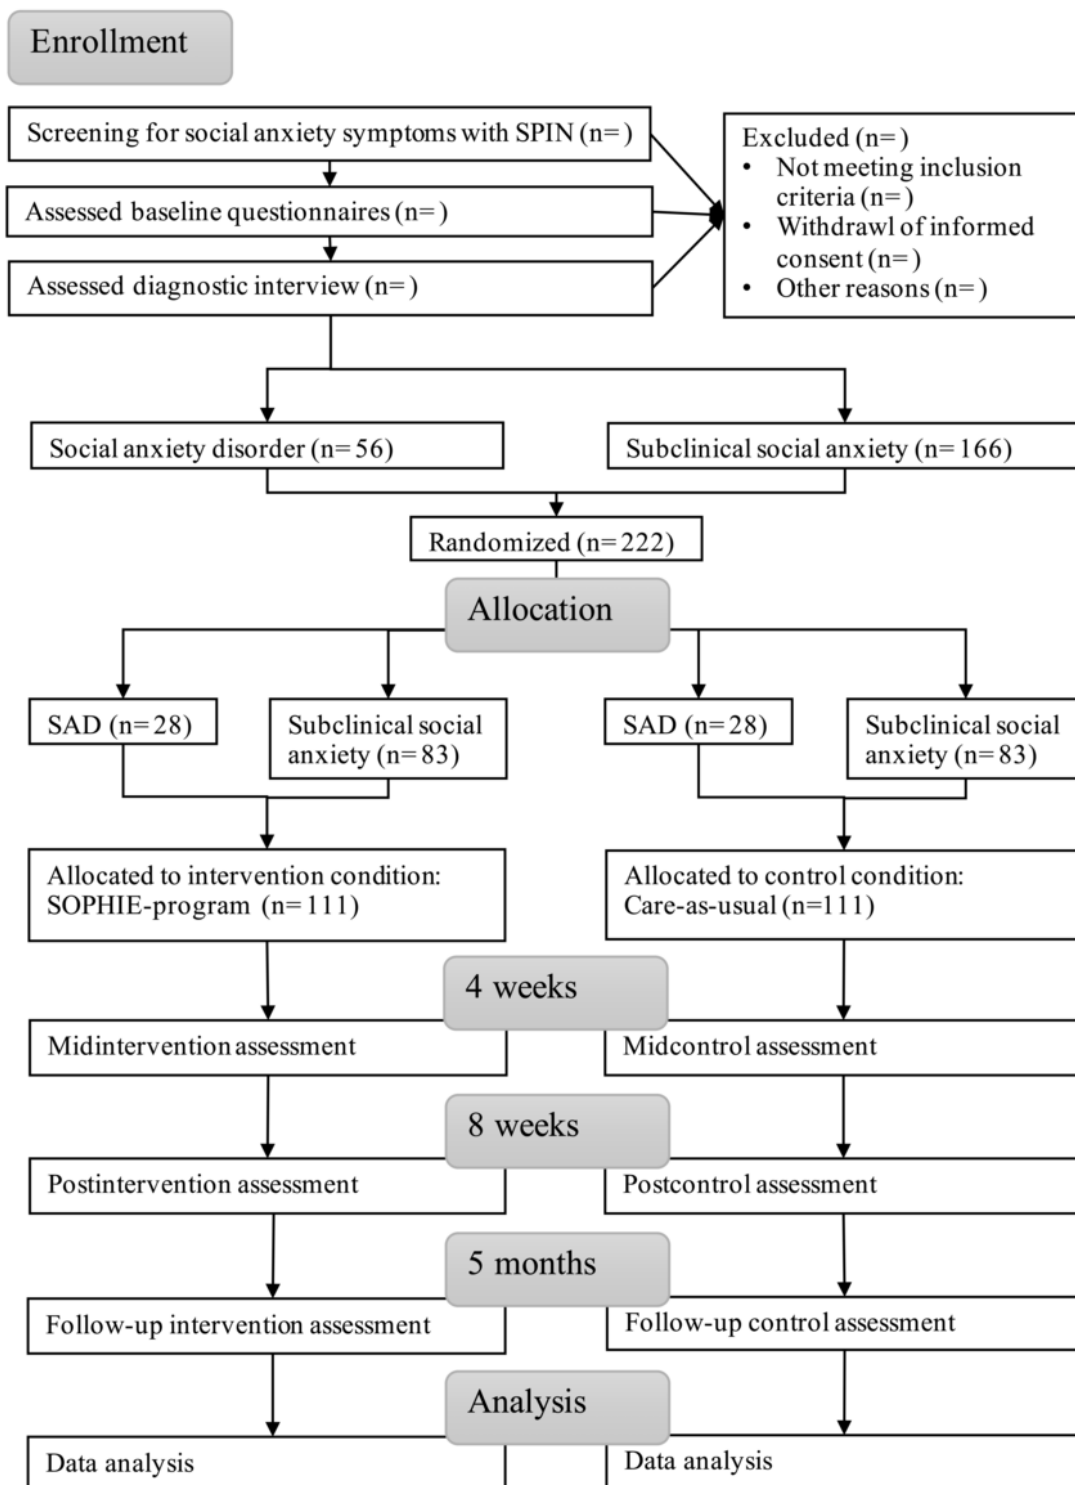 Enrollment
Screening for social anxiety symptoms with SPIN (n= )
Assessed baseline questionnaires (n= )
Assessed diagnostic interview (n= )
Excluded (n= )
• Not meeting inclusion
criteria (n= )
• Withdrawl of informed
consent (n= )
• Other reasons (n= )
Social anxiety disorder (n= 56)
Subclinical social anxiety (n= 166)
Randomized (n= 222)
Allocation
SAD (n= 28)
Subclinical social
anxiety (n= 83)
SAD (n= 28)
Subclinical social
anxiety (n= 83)
Allocated to intervention condition:
SOPHIE-program (n= 111)
Allocated to control condition:
Care-as-usual (n=111)
4 weeks
Midintervention assessment
Midcontrol assessment
8 weeks
Postintervention assessment
Postcontrol assessment
5 months
Follow-up intervention assessment
Follow-up control assessment
Analysis
Data analysis
Data analysis